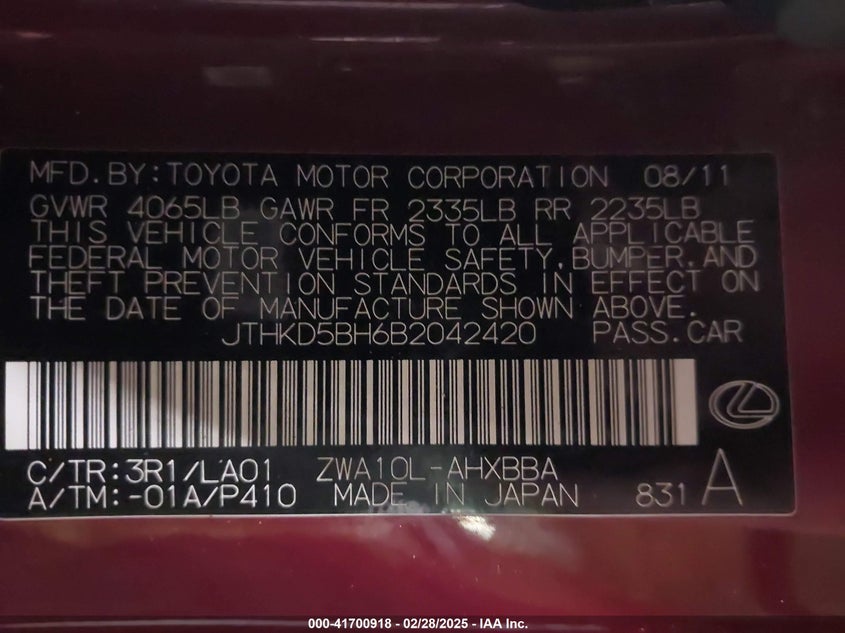 MFD.BY:TOYOTA MOTOR CORPORATION 08/11
GVWR 4065LB GAWR FR 2335LB RR 2235LB
THIS VEHICLE CONFORMS TO ALL APPLICABLE
FEDERAL MOTOR VEHICLE SAFETY,BUMPER,AND
THEFT PREVENTION STANDARDS IN EFFECT ON
THE DATE OF MANUFACTURE SHOWN ABOVE.
JTHKD5BH6B2042420 PASS.CAR
C/TR:3R1/LA01 ZWA10L-AHXBBA
A/TM:-01A/P410 MADE IN JAPAN 831 A
000-41700918 - 02/28/2025 - IAA Inc.